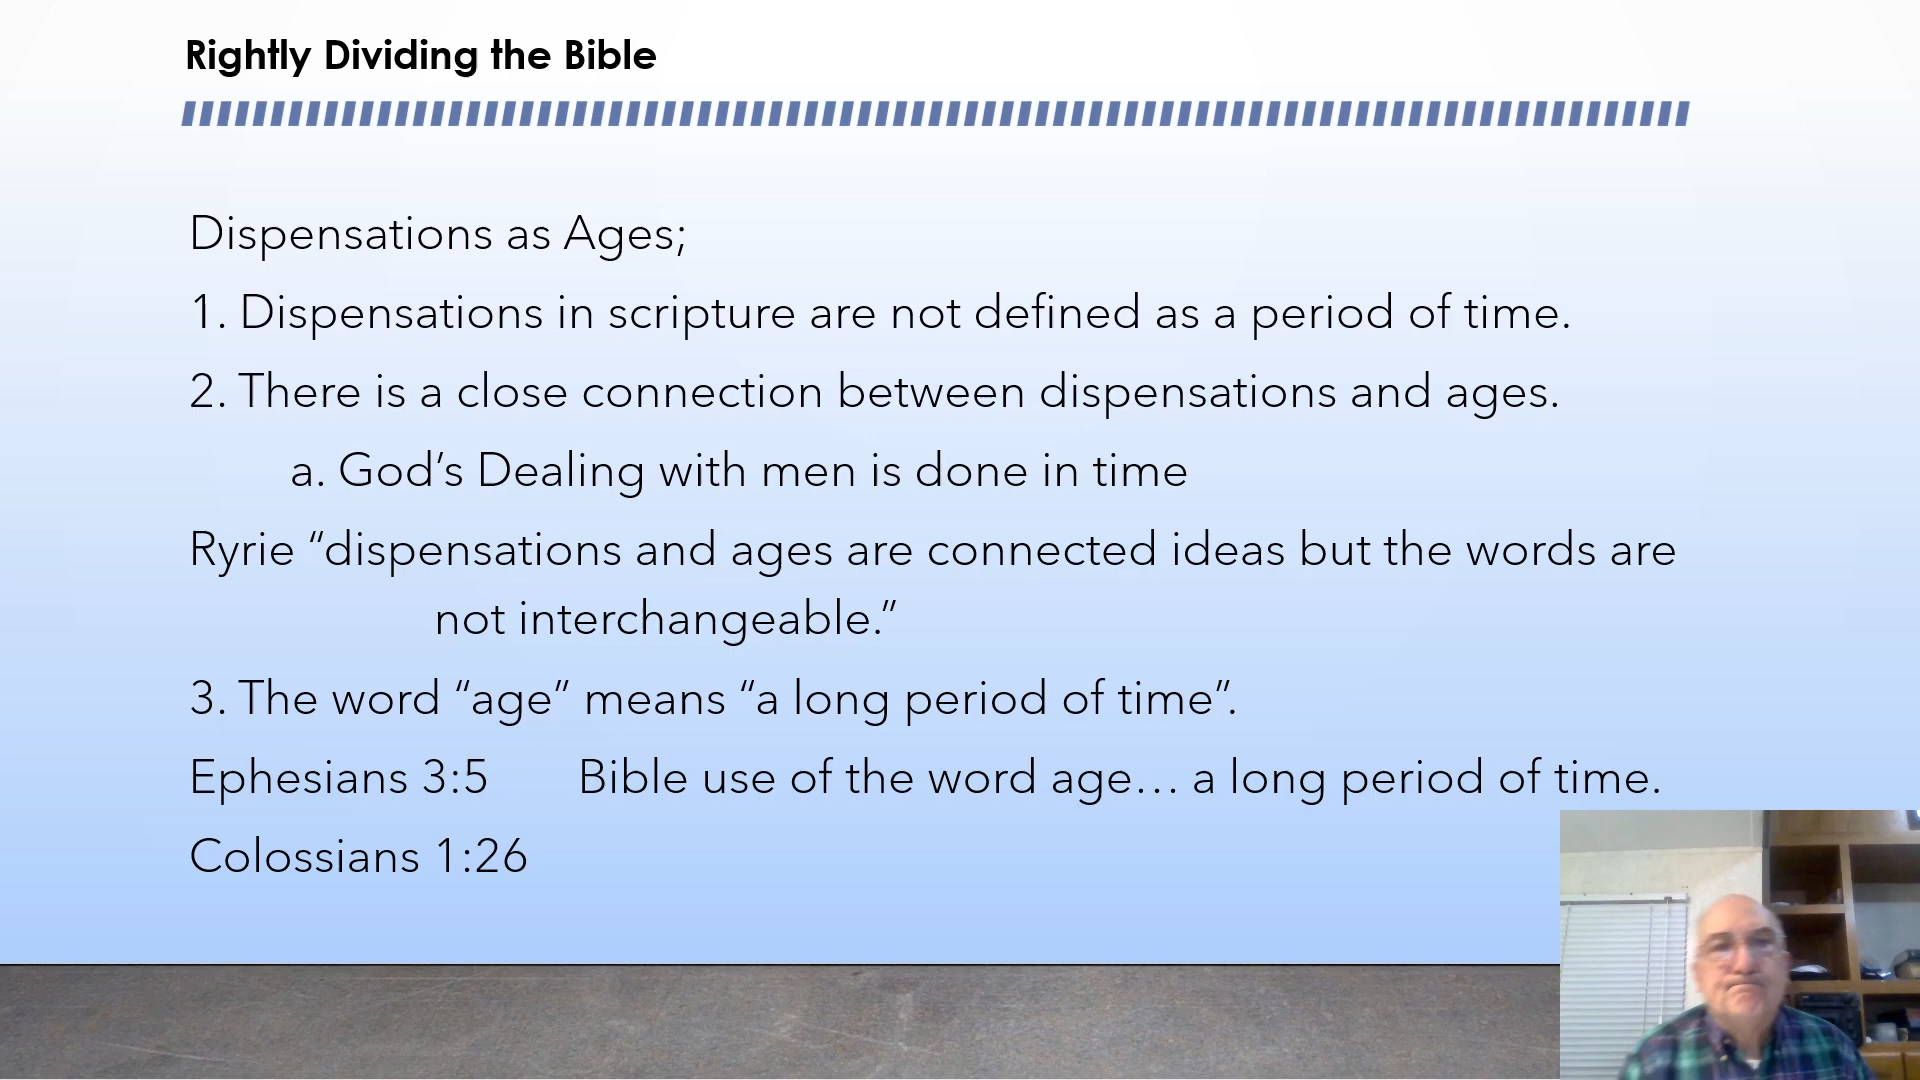 Rightly Dividing the Bible
Dispensations as Ages;
1. Dispensations in scripture are not defined as a period of time.
2. There is a close connection between dispensations and ages.
a. God’s Dealing with men is done in time
Ryrie “dispensations and ages are connected ideas but the words are
not interchangeable.”
3. The word “age” means “a long period of time”.
Ephesians 3:5 Bible use of the word age… a long period of time.
Colossians 1:26